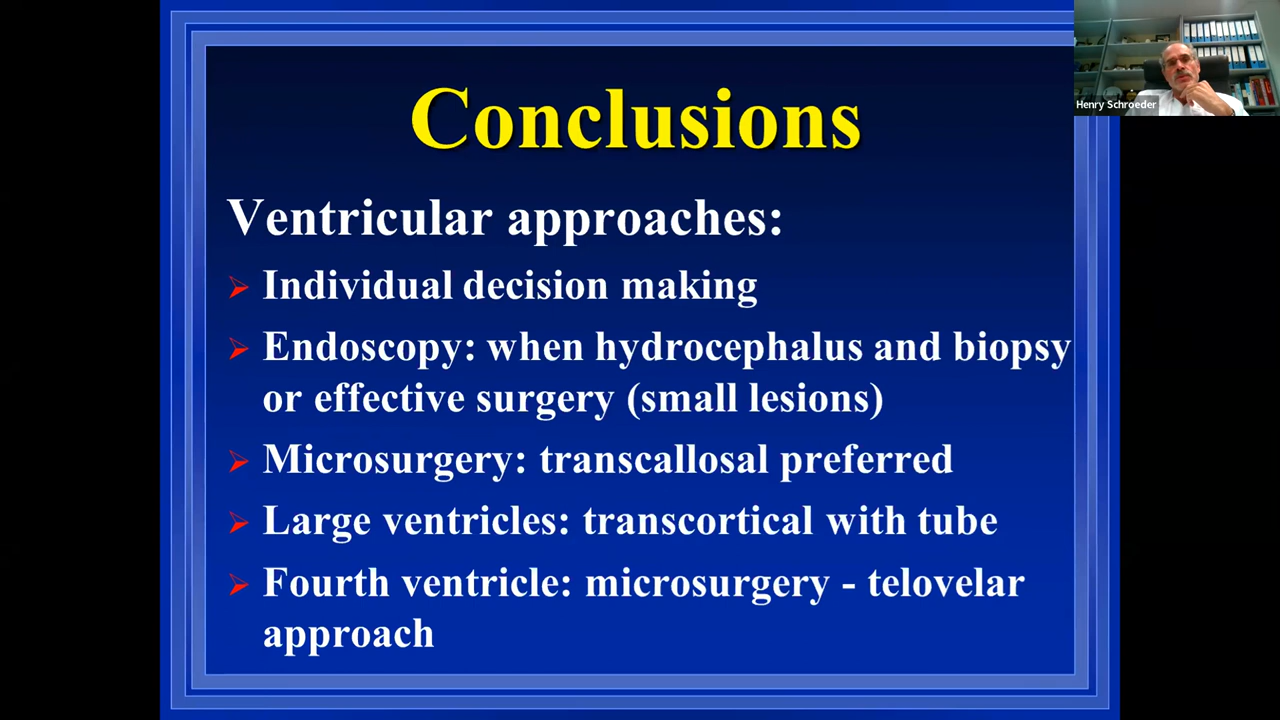 Conclusions
Henry Schroeder
Ventricular approaches:
Individual decision making
Endoscopy: when hydrocephalus and biopsy
or effective surgery (small lesions)
Microsurgery: transcallosal preferred
Large ventricles: transcortical with tube
Fourth ventricle: microsurgery - telovelar
approach